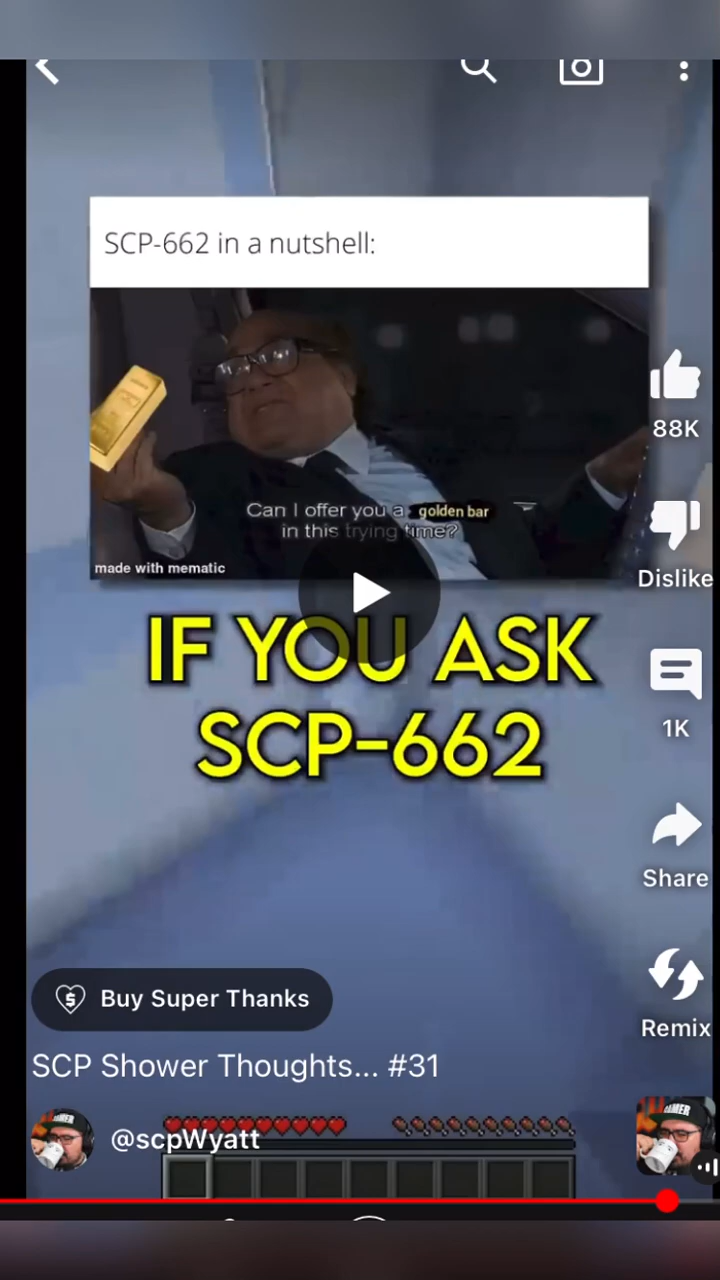 SCP-662 in a nutshell:
Can I offer you a golden bar
in this trying time?
made with mematic
IF YOU ASK
SCP-662
88K
Dislike
1K
Share
Remix
Buy Super Thanks
SCP Shower Thoughts... #31
@scpWyatt